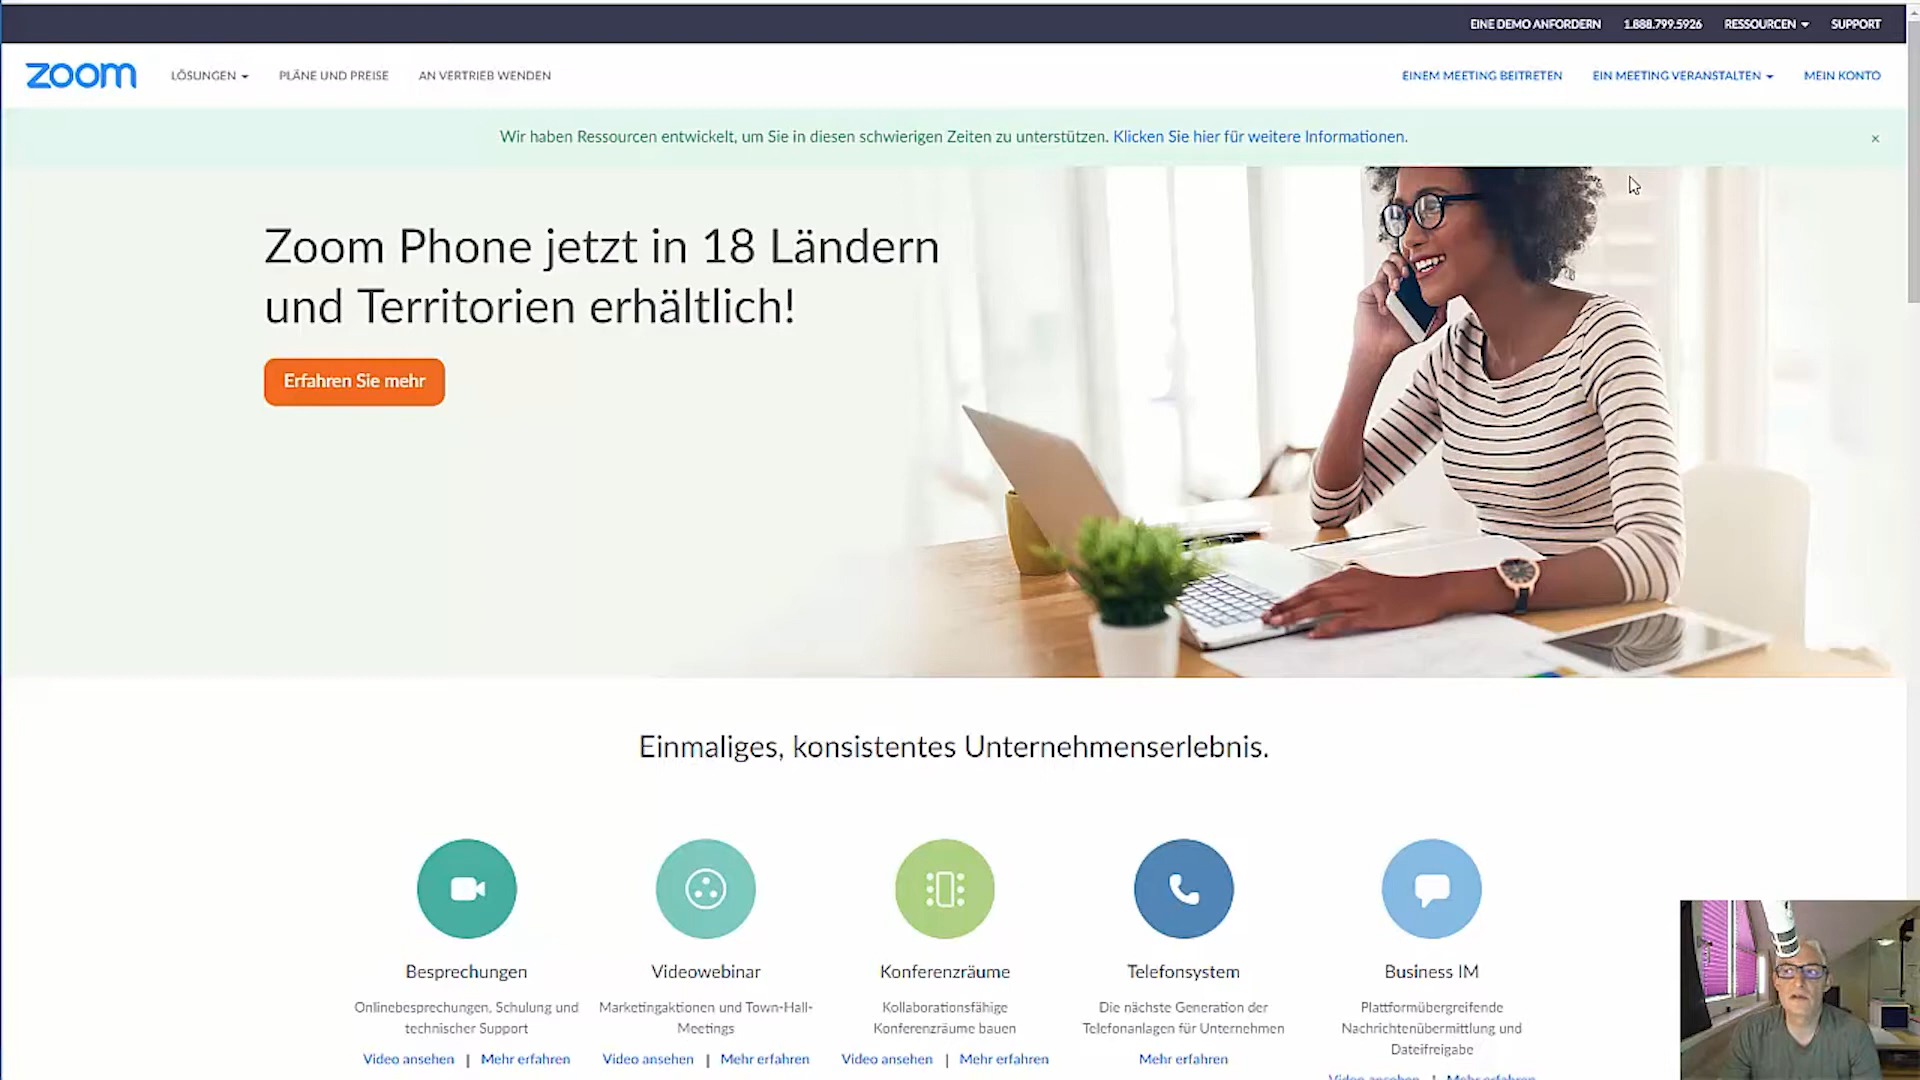 EINE DEMO ANFORDERN 1.888.799.5926 RESSOURCEN SUPPORT
zoom LÖSUNGEN PLÄNE UND PREISE AN VERTRIEB WENDEN EINEM MEETING BEITRETEN EIN MEETING VERANSTALTEN MEIN KONTO
Wir haben Ressourcen entwickelt, um Sie in diesen schwierigen Zeiten zu unterstützen. Klicken Sie hier für weitere Informationen. ×
Zoom Phone jetzt in 18 Ländern
und Territorien erhältlich!
Erfahren Sie mehr
Einmaliges, konsistentes Unternehmenserlebnis.
Besprechungen
Onlinebesprechungen, Schulung und
technischer Support
Video ansehen | Mehr erfahren
Videowebinar
Marketingaktionen und Town-Hall-
Meetings
Video ansehen | Mehr erfahren
Konferenzräume
Kollaborationsfähige
Konferenzräume bauen
Video ansehen | Mehr erfahren
Telefonsystem
Die nächste Generation der
Telefonanlagen für Unternehmen
Mehr erfahren
Business IM
Plattformübergreifende
Nachrichtenübermittlung und
Dateifreigabe
Video ansehen | Mehr erfahren